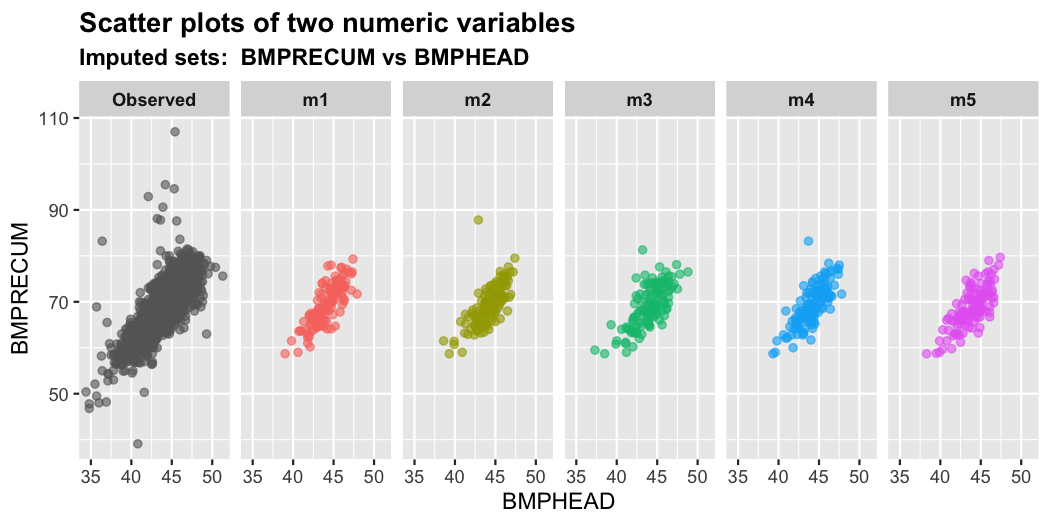 Scatter plots of two numeric variables
Imputed sets:  BMPRECUM vs BMPHEAD
Observed m1 m2 m3 m4 m5
110
90
70
50
BMPRECUM
35 40 45 50 35 40 45 50 35 40 45 50 35 40 45 50 35 40 45 50 35 40 45 50
BMPHEAD